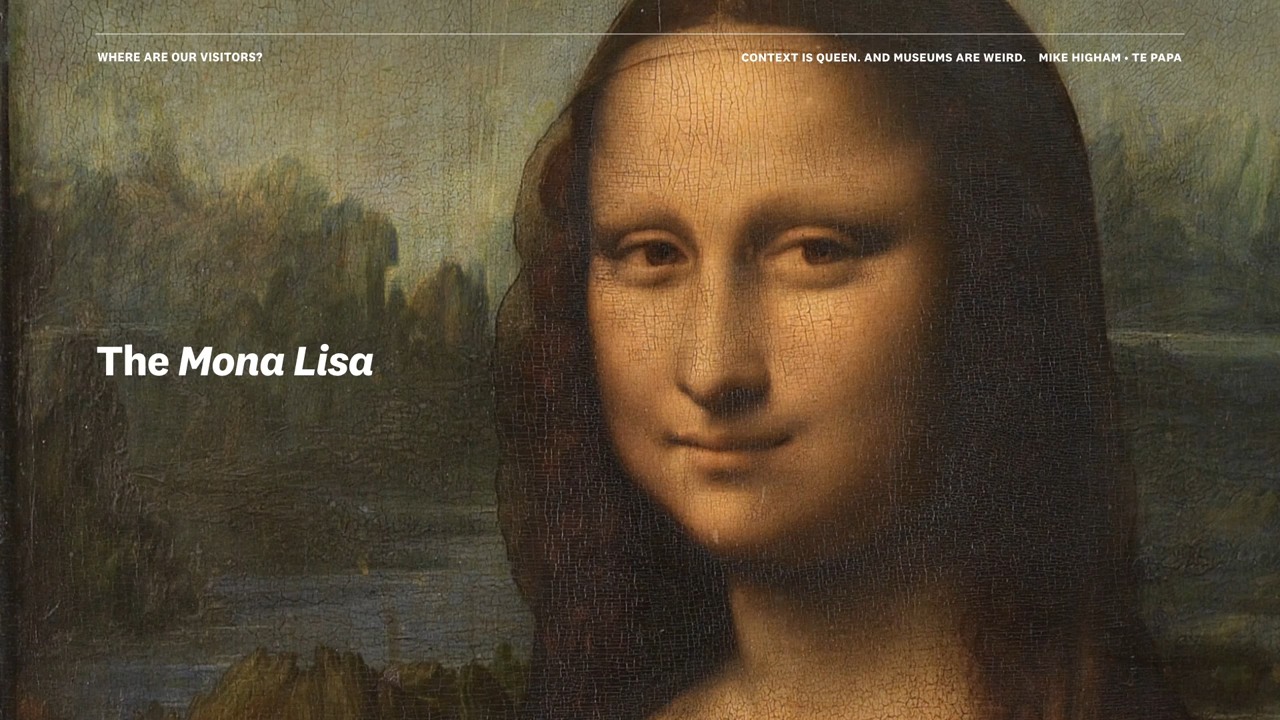 WHERE ARE OUR VISITORS?
CONTEXT IS QUEEN. AND MUSEUMS ARE WEIRD. MIKE HIGHAM • TE PAPA
The Mona Lisa